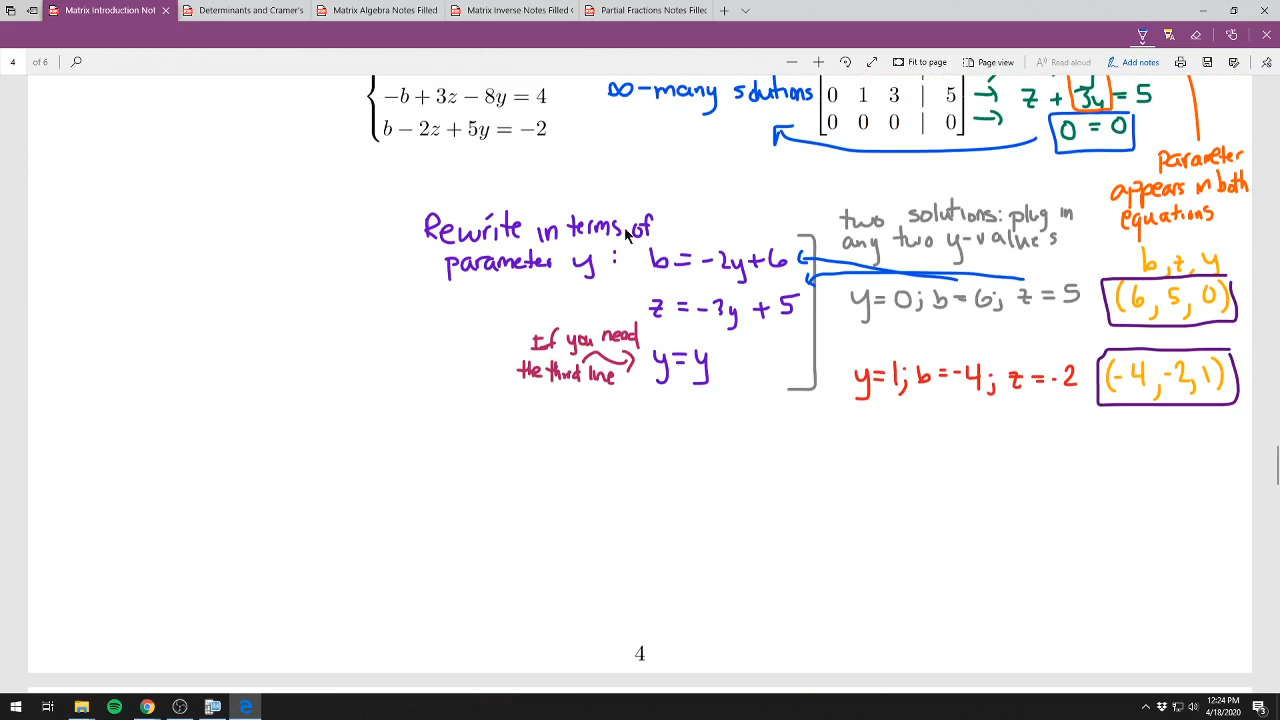 Matrix Introduction Not
Determinants and Cramer's
Matrix Algebra Notes Filled
Matrix Inverse Notes Filled
Partial Fractions Notes Filled
4 of 6
Fit to page
Page view
Read aloud
Add notes
−b + 3z − 8y = 4
b − 2z + 5y = −2
∞-many solutions
0 1 3 | 5 → z + 3y = 5
0 0 0 | 0 → 0 = 0
Parameter
appears in both
equations
Rewrite in terms of
parameter y : b = -2y+6
z = -3y + 5
If you need
the third line
y = y
two solutions: plug in
any two y-values
b, z, y
y = 0; b = 6; z = 5 (6, 5, 0)
y = 1; b = -4; z = -2 (-4, -2, 1)
4
12:24 PM
4/18/2020
3